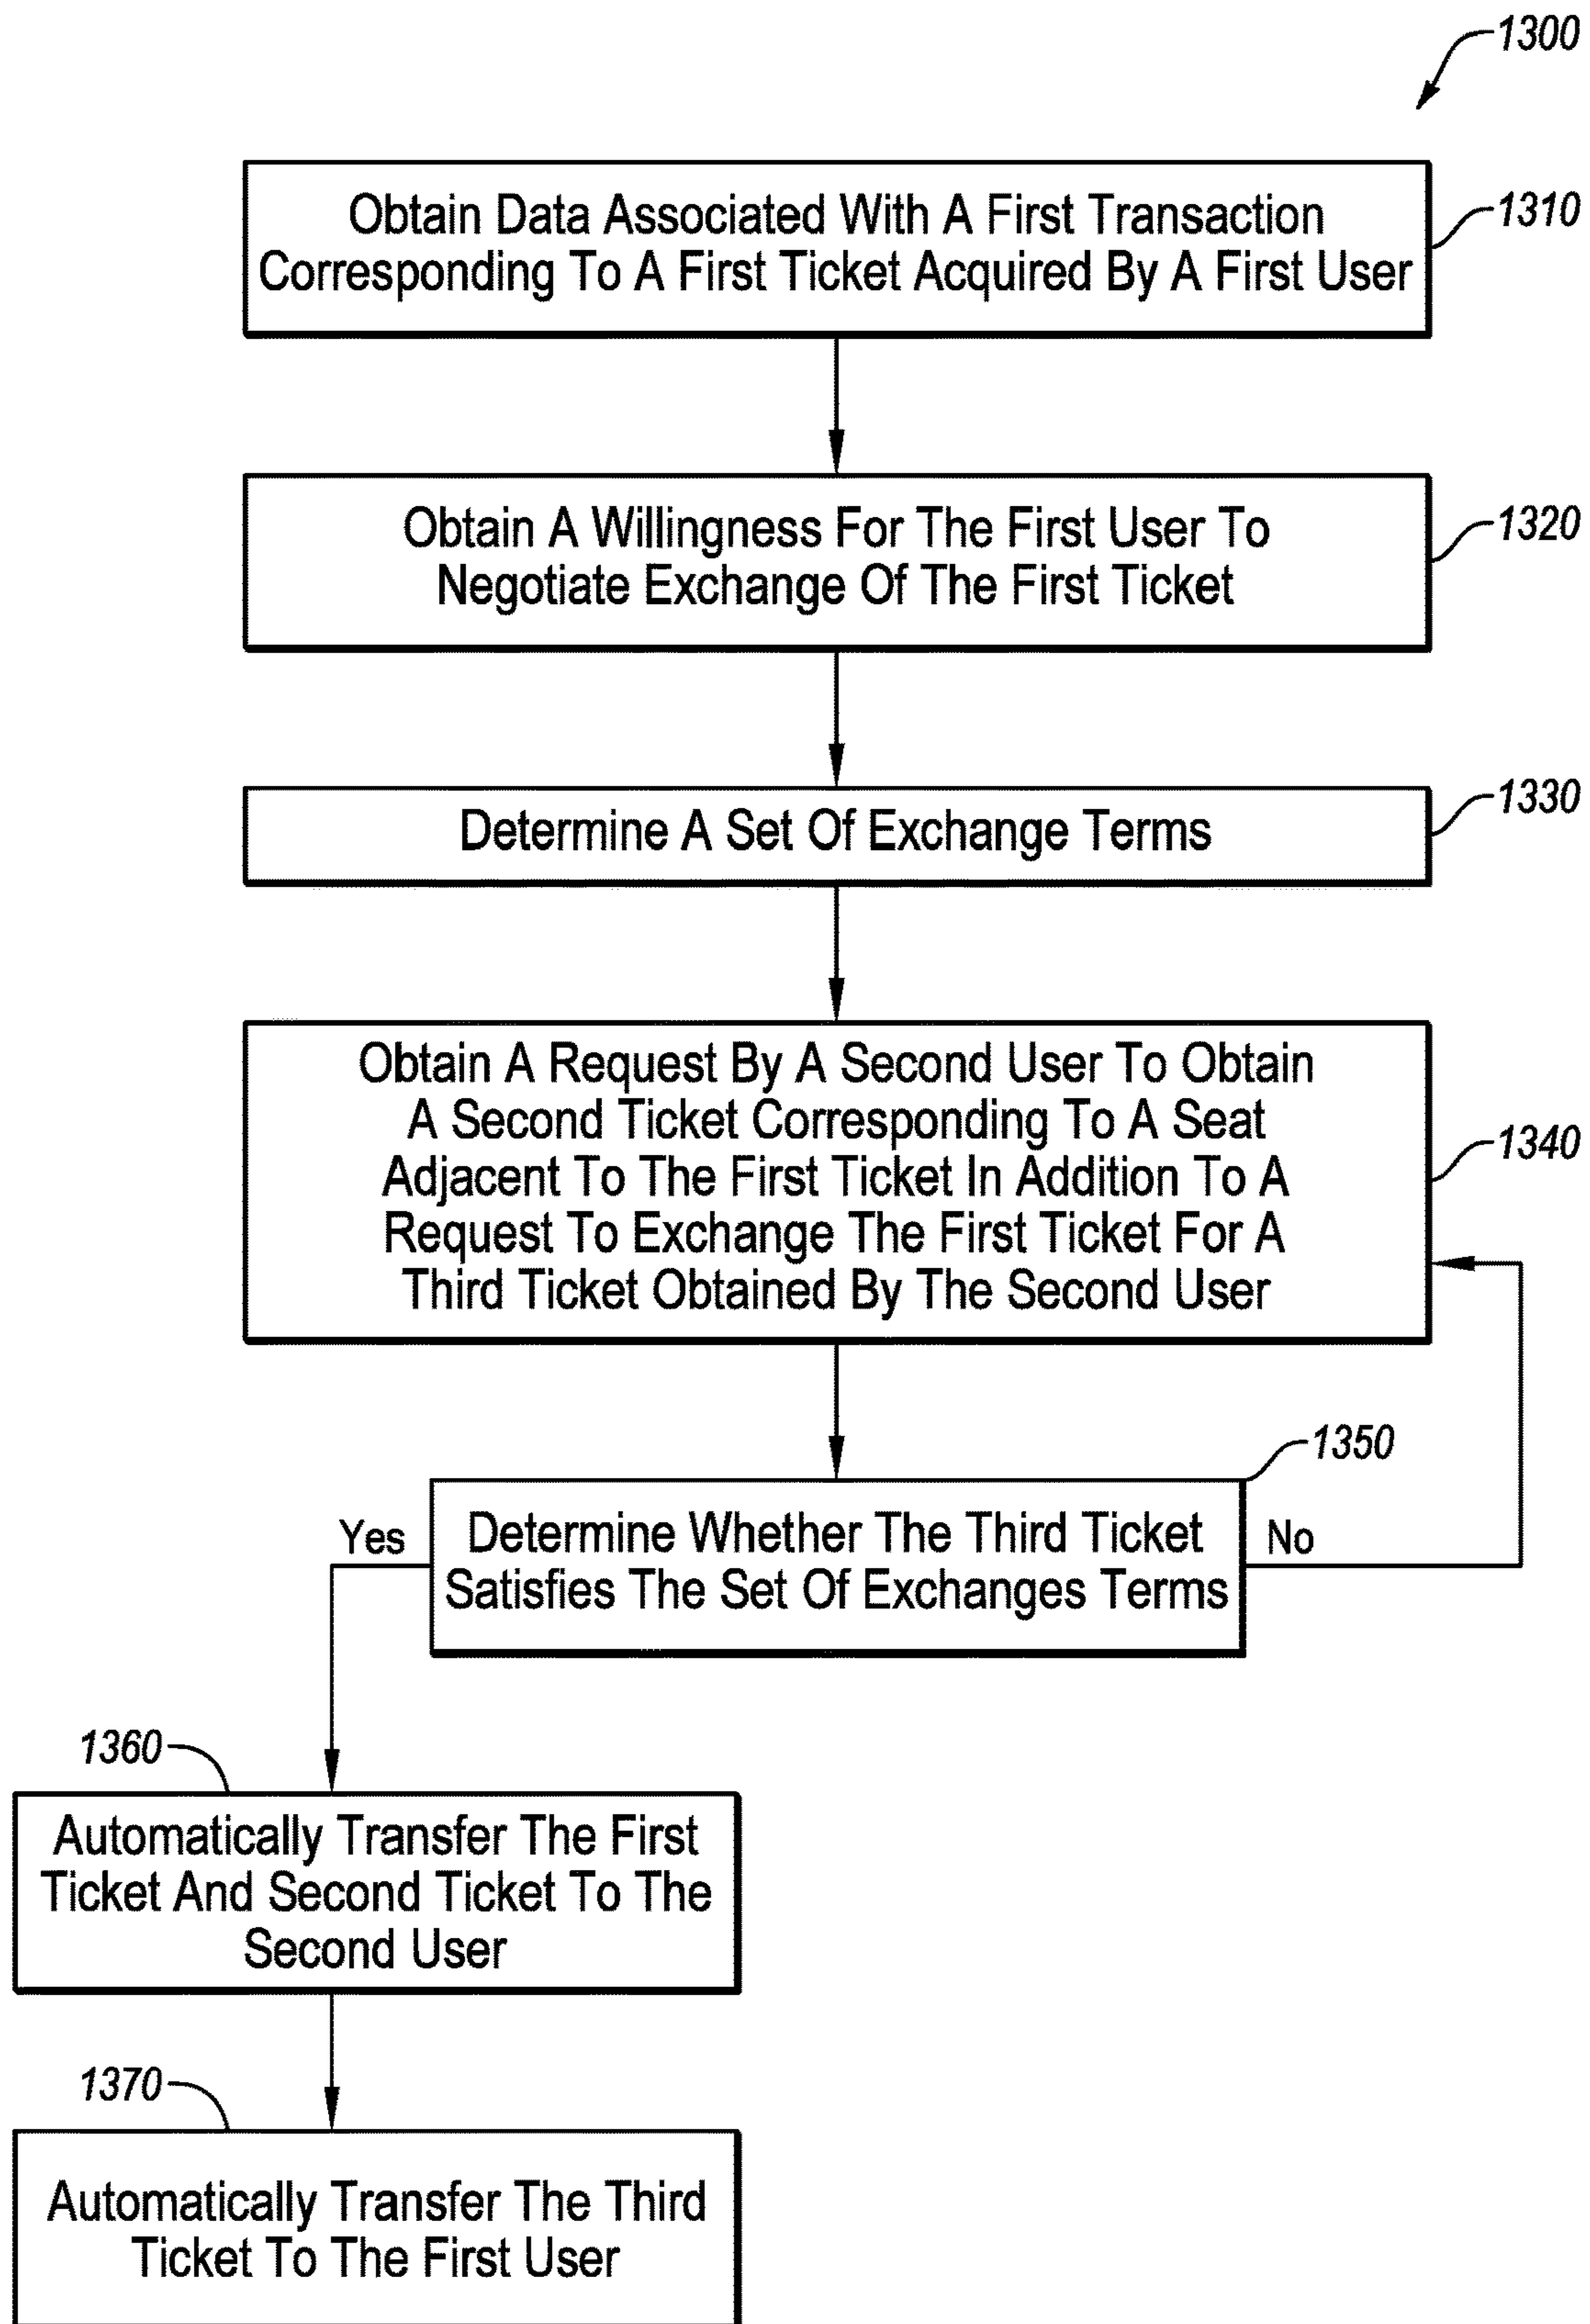 1300
Obtain Data Associated With A First Transaction
Corresponding To A First Ticket Acquired By A First User
1310
Obtain A Willingness For The First User To
Negotiate Exchange Of The First Ticket
1320
Determine A Set Of Exchange Terms
1330
Obtain A Request By A Second User To Obtain
A Second Ticket Corresponding To A Seat
Adjacent To The First Ticket In Addition To A
Request To Exchange The First Ticket For A
Third Ticket Obtained By The Second User
1340
1350
Yes
Determine Whether The Third Ticket
Satisfies The Set Of Exchanges Terms
No
1360
Automatically Transfer The First
Ticket And Second Ticket To The
Second User
1370
Automatically Transfer The Third
Ticket To The First User